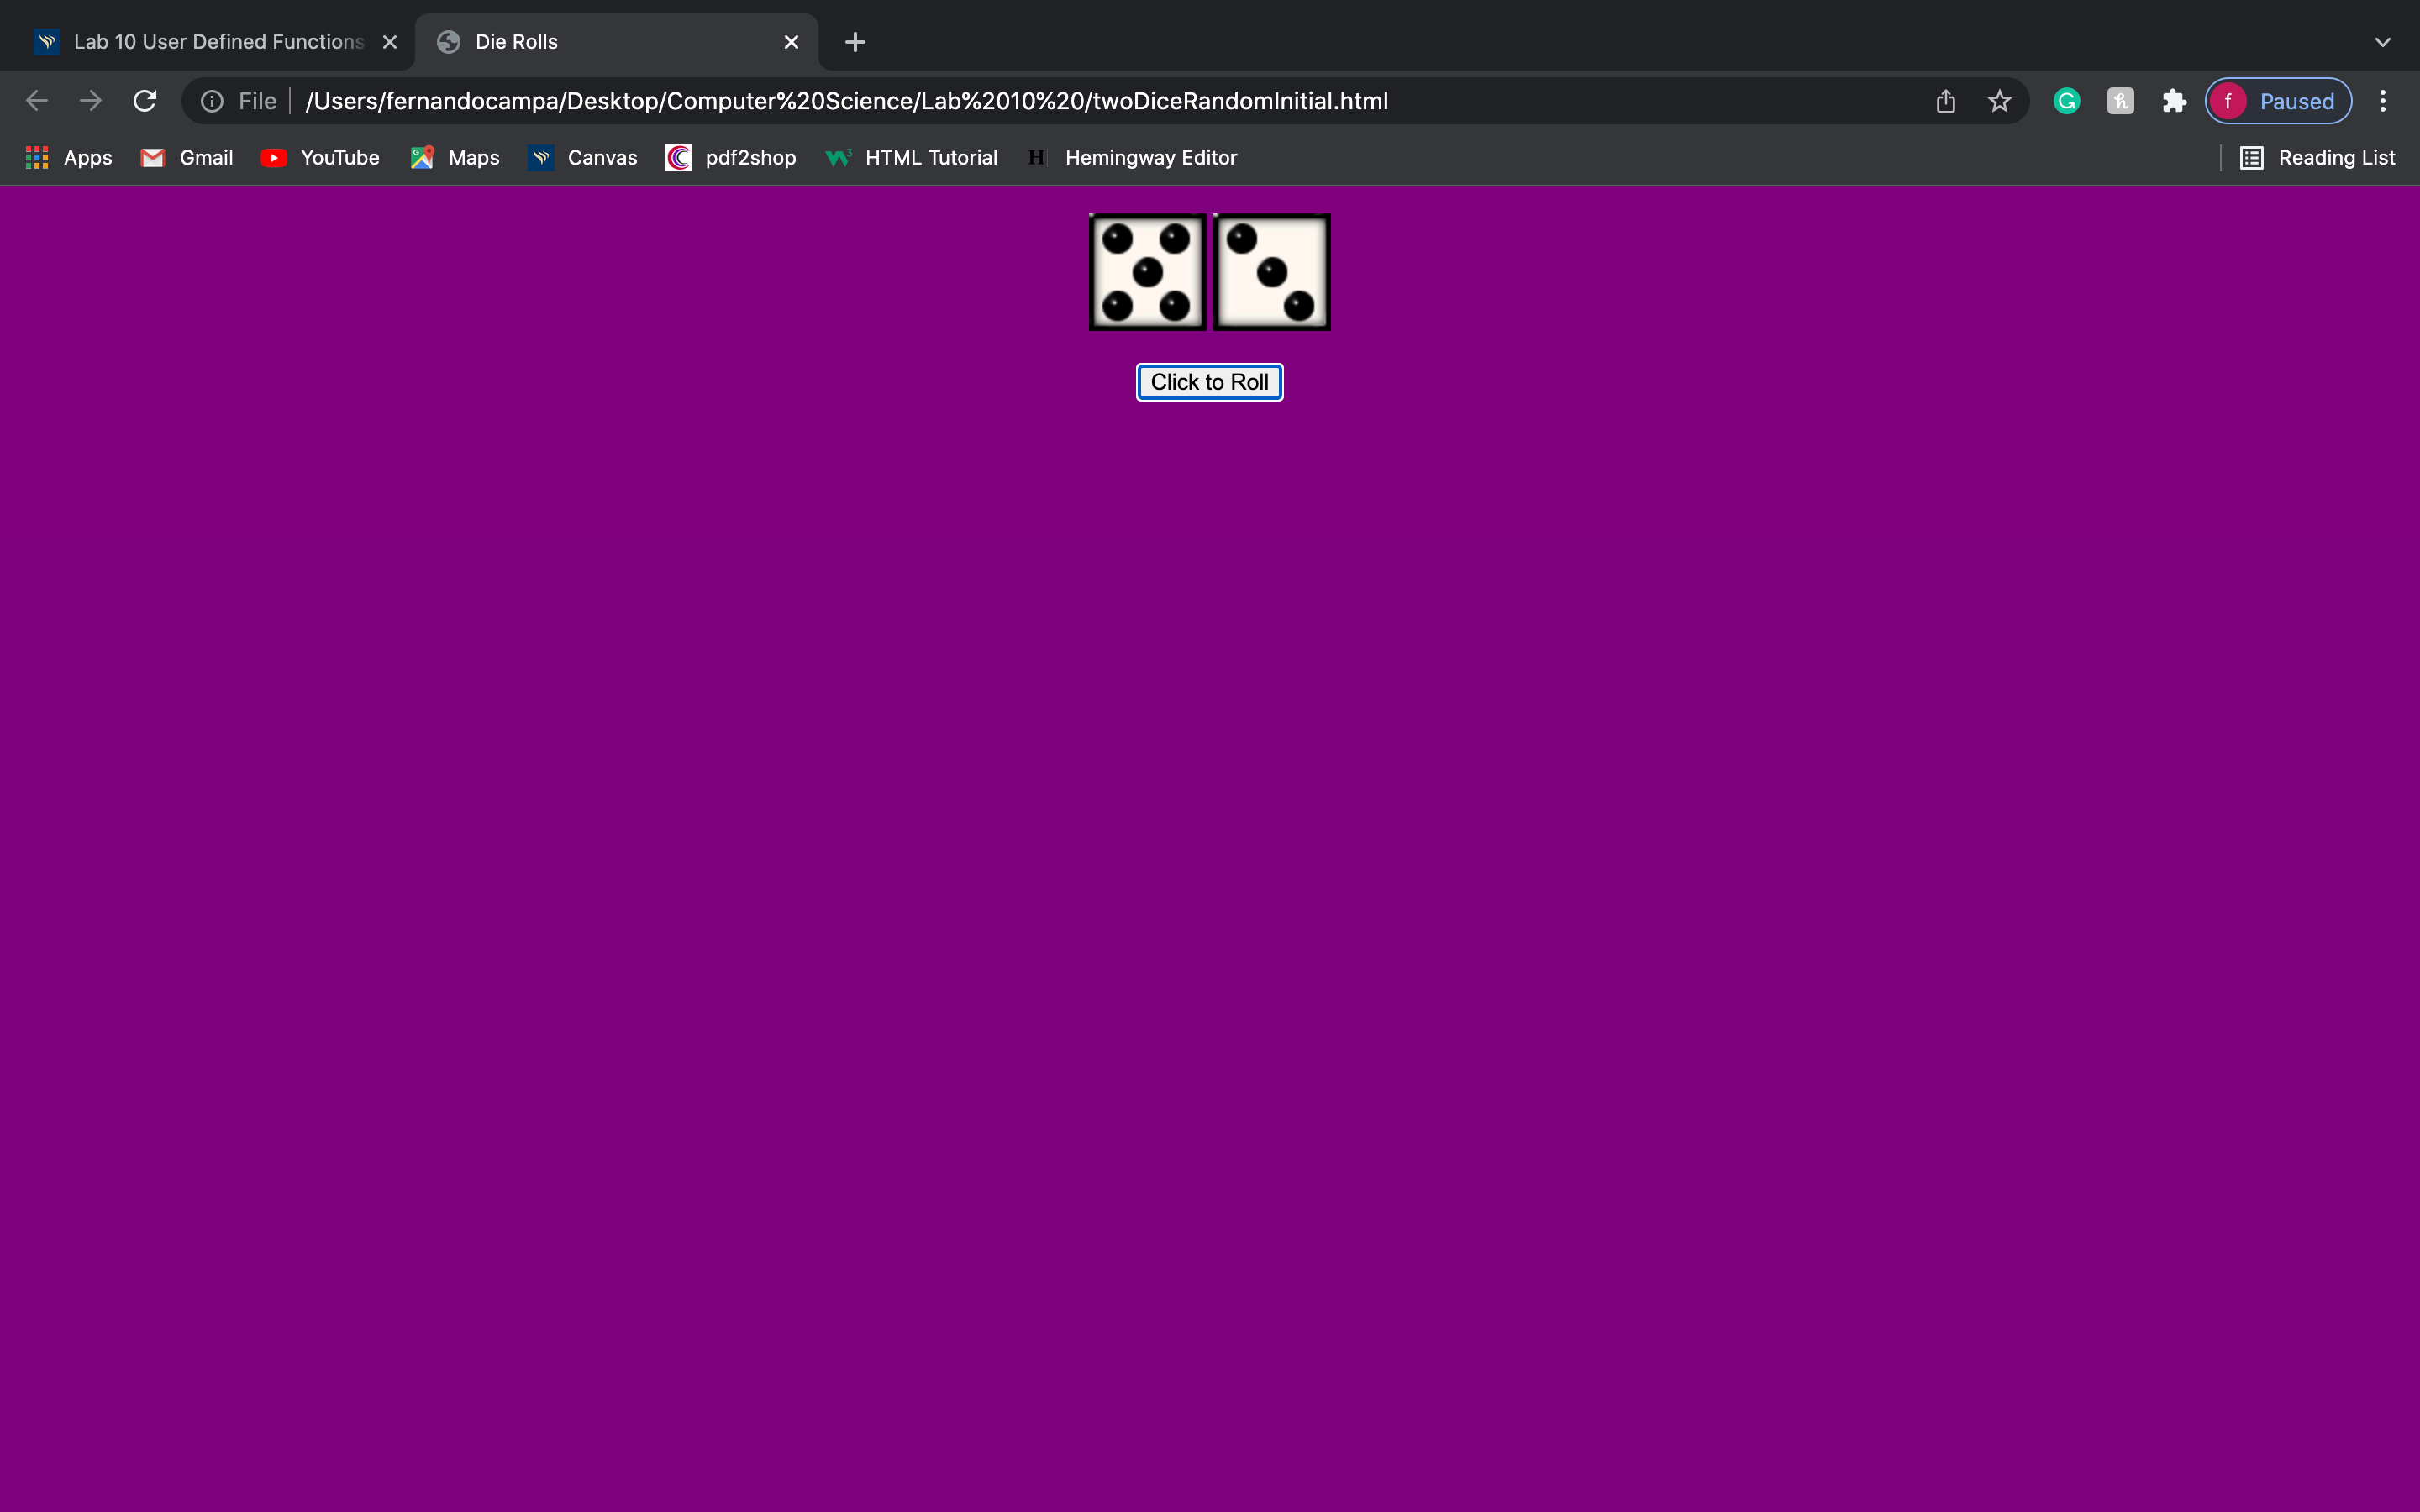 Lab 10 User Defined Functions
Die Rolls
File
/Users/fernandocampa/Desktop/Computer%20Science/Lab%2010%20/twoDiceRandomInitial.html
f
Paused
Apps
Gmail
YouTube
Maps
Canvas
pdf2shop
HTML Tutorial
H
Hemingway Editor
Reading List
Click to Roll